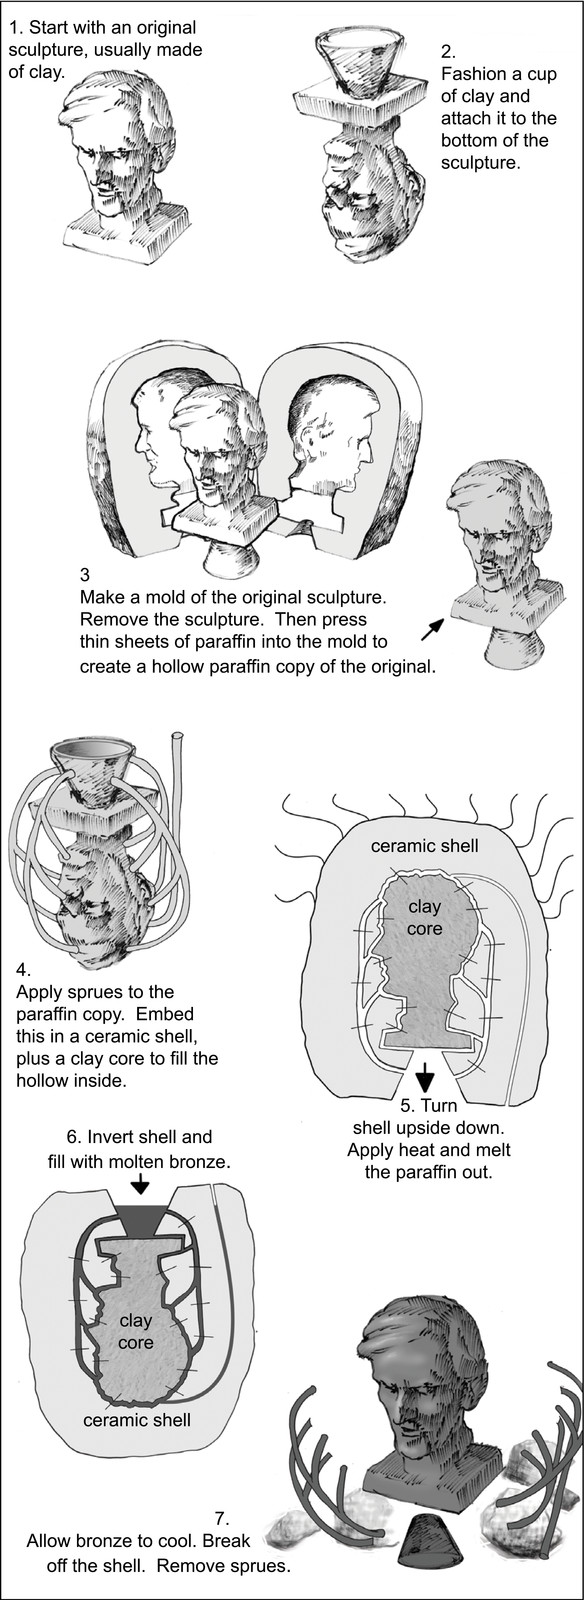 1. Start with an original
sculpture, usually made
of clay.
2.
Fashion a cup
of clay and
attach it to the
bottom of the
sculpture.
3
Make a mold of the original sculpture.
Remove the sculpture.  Then press
thin sheets of paraffin into the mold to
create a hollow paraffin copy of the original.
4.
Apply sprues to the
paraffin copy.  Embed
this in a ceramic shell,
plus a clay core to fill the
hollow inside.
ceramic shell
clay
core
5. Turn
shell upside down.
Apply heat and melt
the paraffin out.
6. Invert shell and
fill with molten bronze.
clay
core
ceramic shell
7.
Allow bronze to cool. Break
off the shell.  Remove sprues.